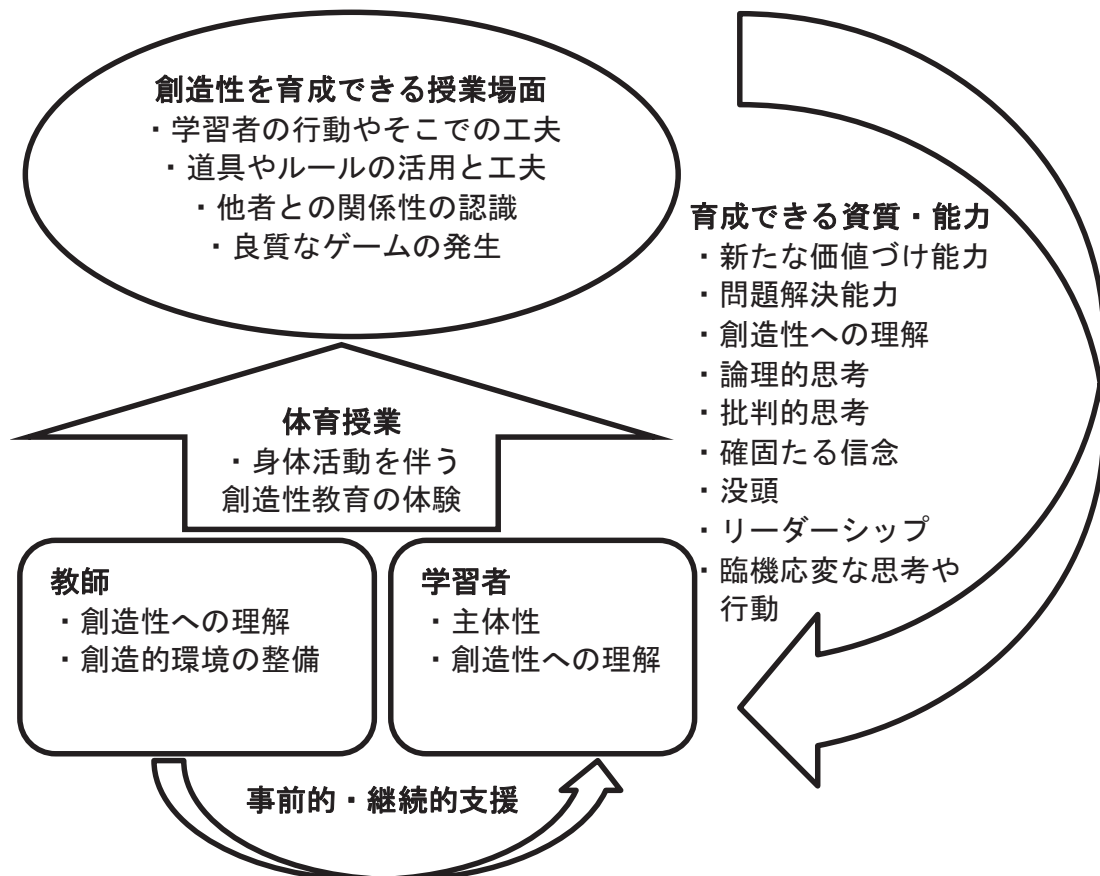 創造性を育成できる授業場面
・学習者の行動やそこでの工夫
・道具やルールの活用と工夫
・他者との関係性の認識
・良質なゲームの発生
育成できる資質・能力
・新たな価値づけ能力
・問題解決能力
・創造性への理解
・論理的思考
・批判的思考
・確固たる信念
・没頭
・リーダーシップ
・臨機応変な思考や
行動
体育授業
・身体活動を伴う
創造性教育の体験
教師
・創造性への理解
・創造的環境の整備
学習者
・主体性
・創造性への理解
事前的・継続的支援